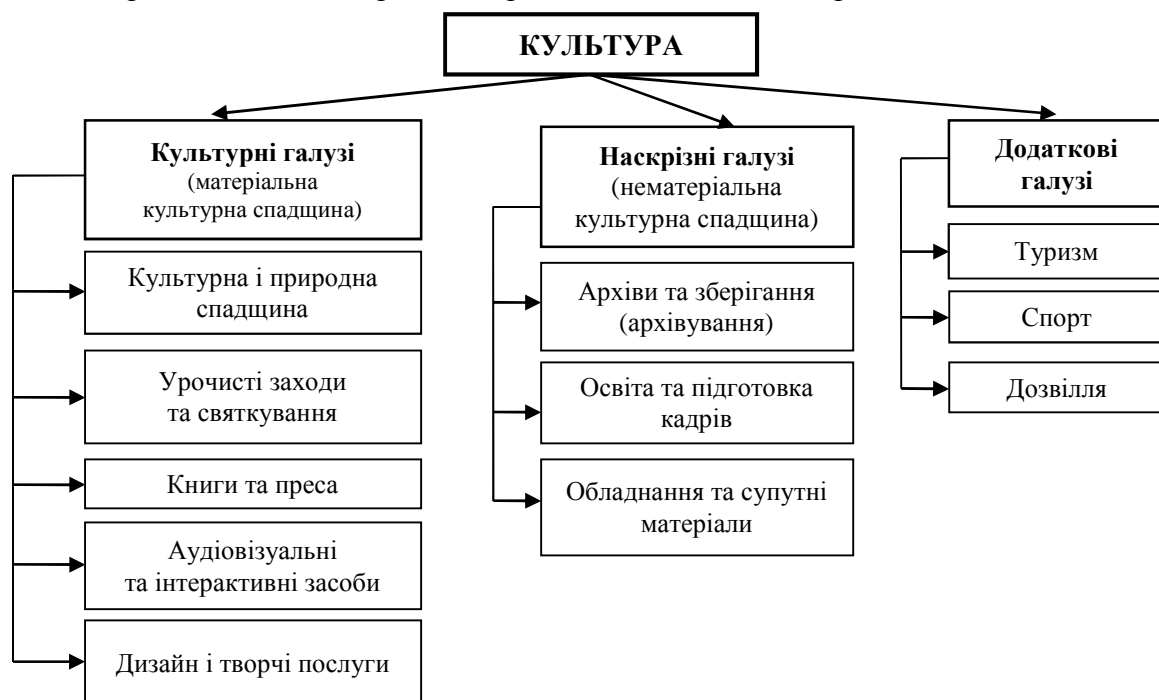 КУЛЬТУРА
Культурні галузі
(матеріальна
культурна спадщина)
Культурна і природна
спадщина
Урочисті заходи
та святкування
Книги та преса
Аудіовізуальні
та інтерактивні засоби
Дизайн і творчі послуги
Наскрізні галузі
(нематеріальна
культурна спадщина)
Архіви та зберігання
(архівування)
Освіта та підготовка
кадрів
Обладнання та супутні
матеріали
Додаткові
галузі
Туризм
Спорт
Дозвілля